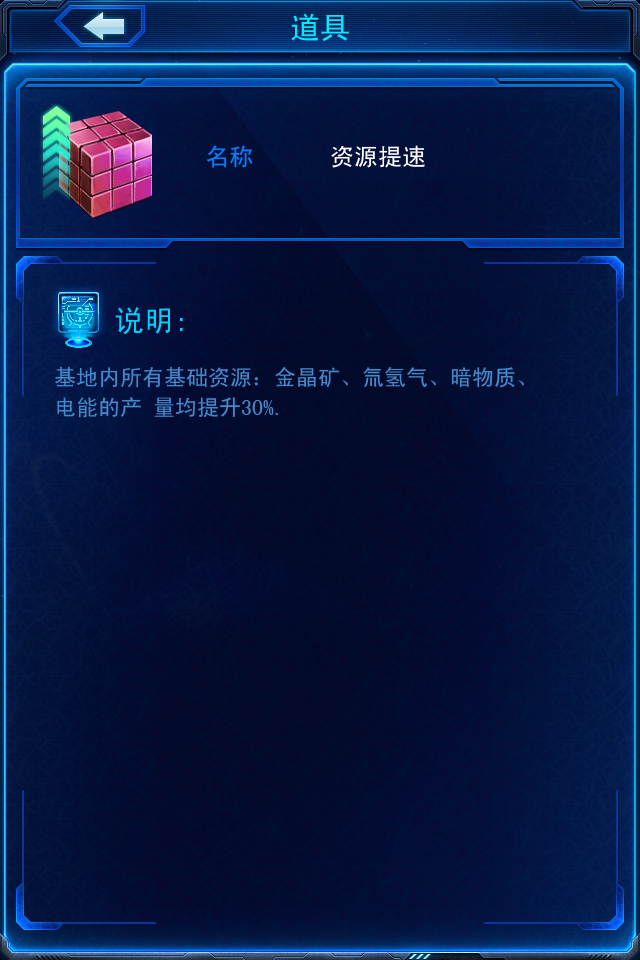 道具
名称 资源提速
说明:
基地内所有基础资源：金晶矿、氚氢气、暗物质、
电能的产 量均提升30%.